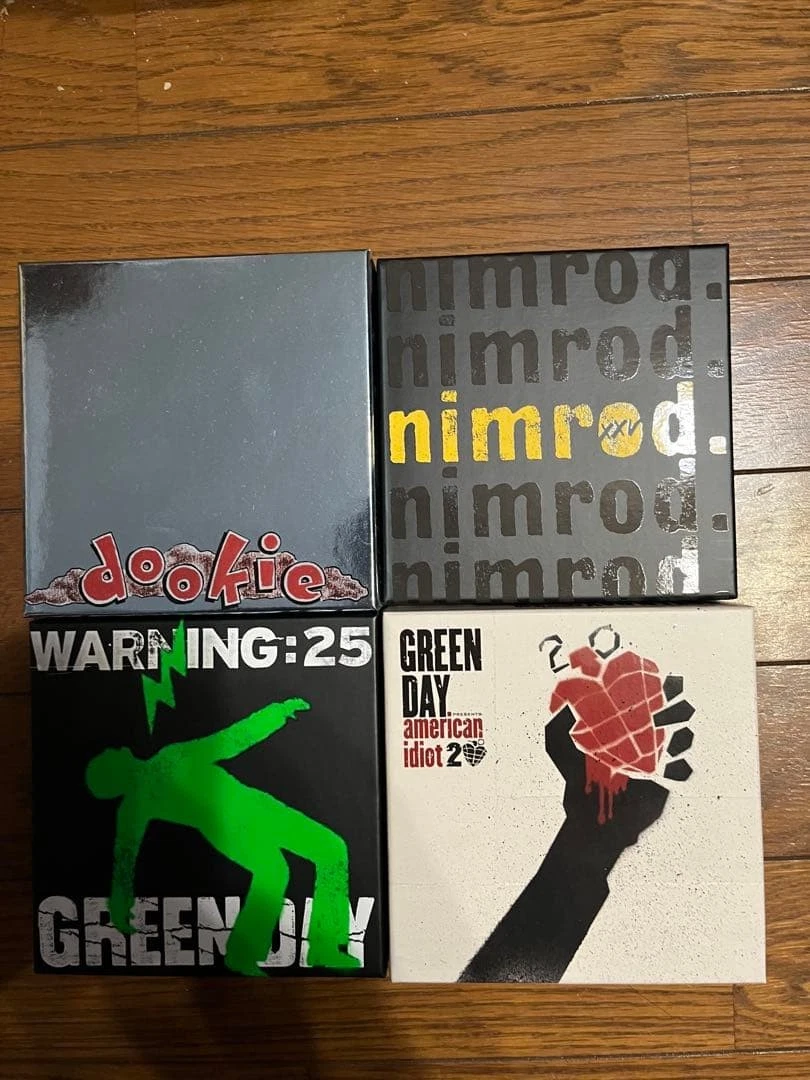 dookie
nimrod.
nimrod.
nimrod.
XXV
nimrod.
nimrod
WARNING:25
GREEN DAY
GREEN
DAY.
PRESENTS
american
idiot 20
20